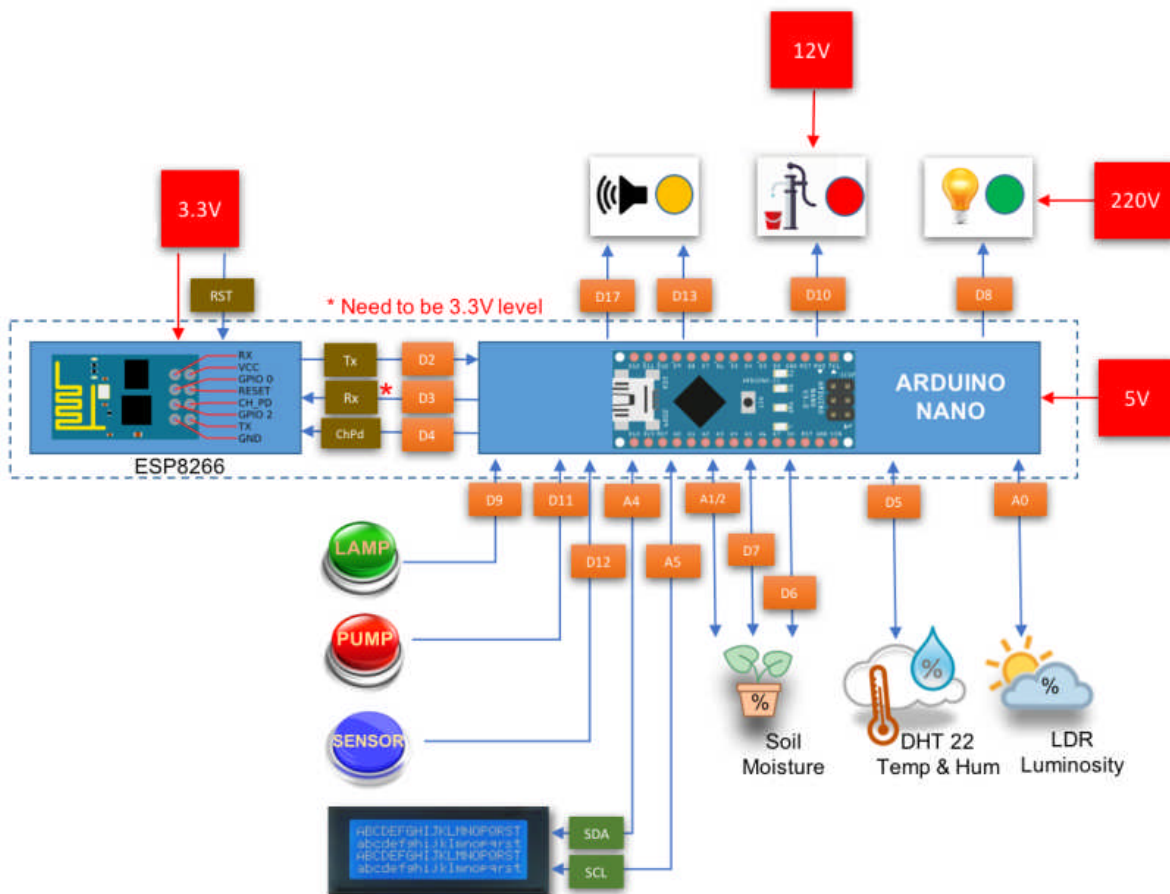 12V
3.3V
220V
RST
D17
D13
D10
D8
* Need to be 3.3V level
RX
VCC
GPIO 0
RESET
CH_PD
GPIO 2
TX
GND
Tx
D2
Rx
*
D3
ChPd
D4
ARDUINO
NANO
5V
ESP8266
D9
D11
A4
A1/2
D5
A0
D12
A5
D7
D6
LAMP
PUMP
SENSOR
%
%
%
Soil
Moisture
DHT 22
Temp & Hum
LDR
Luminosity
ABCDEFGHIJKLMNOPQRST
abcdefghijklmnopqrst
ABCDEFGHIJKLMNOPQRST
abcdefghijklmnopqrst
SDA
SCL